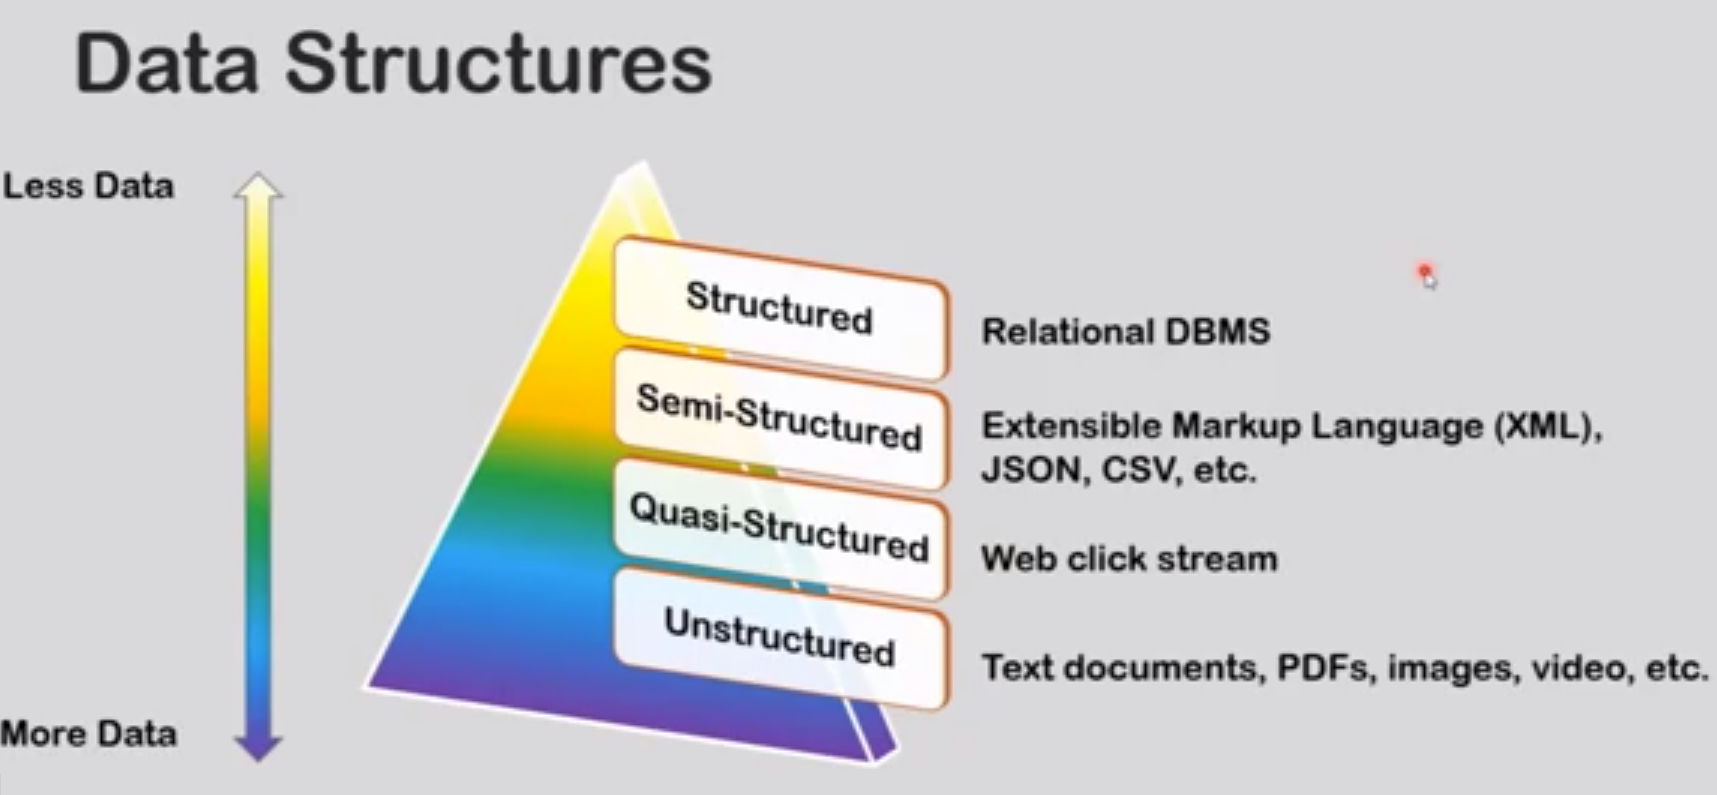 Data Structures
Less Data
Structured
Relational DBMS
Semi-Structured
Extensible Markup Language (XML),
JSON, CSV, etc.
Quasi-Structured
Web click stream
Unstructured
Text documents, PDFs, images, video, etc.
More Data